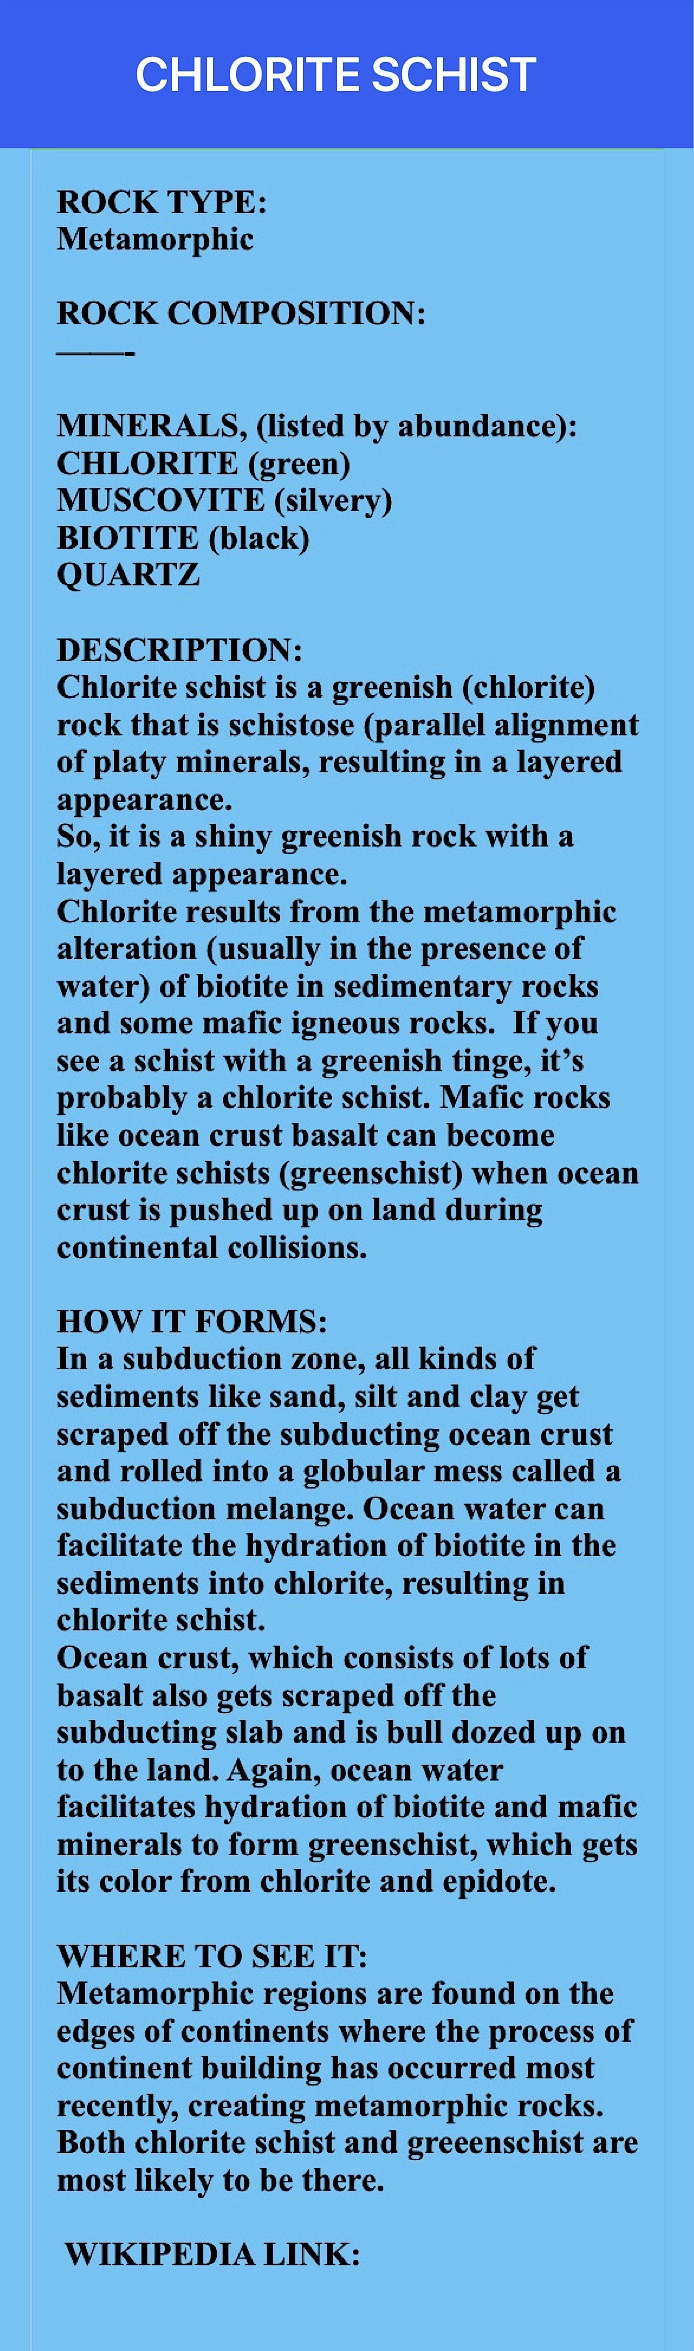 CHLORITE SCHIST
ROCK TYPE:
Metamorphic
ROCK COMPOSITION:
——-
MINERALS, (listed by abundance):
CHLORITE (green)
MUSCOVITE (silvery)
BIOTITE (black)
QUARTZ
DESCRIPTION:
Chlorite schist is a greenish (chlorite)
rock that is schistose (parallel alignment
of platy minerals, resulting in a layered
appearance.
So, it is a shiny greenish rock with a
layered appearance.
Chlorite results from the metamorphic
alteration (usually in the presence of
water) of biotite in sedimentary rocks
and some mafic igneous rocks.  If you
see a schist with a greenish tinge, it’s
probably a chlorite schist. Mafic rocks
like ocean crust basalt can become
chlorite schists (greenschist) when ocean
crust is pushed up on land during
continental collisions.
HOW IT FORMS:
In a subduction zone, all kinds of
sediments like sand, silt and clay get
scraped off the subducting ocean crust
and rolled into a globular mess called a
subduction melange. Ocean water can
facilitate the hydration of biotite in the
sediments into chlorite, resulting in
chlorite schist.
Ocean crust, which consists of lots of
basalt also gets scraped off the
subducting slab and is bull dozed up on
to the land. Again, ocean water
facilitates hydration of biotite and mafic
minerals to form greenschist, which gets
its color from chlorite and epidote.
WHERE TO SEE IT:
Metamorphic regions are found on the
edges of continents where the process of
continent building has occurred most
recently, creating metamorphic rocks.
Both chlorite schist and greeenschist are
most likely to be there.
WIKIPEDIA LINK: